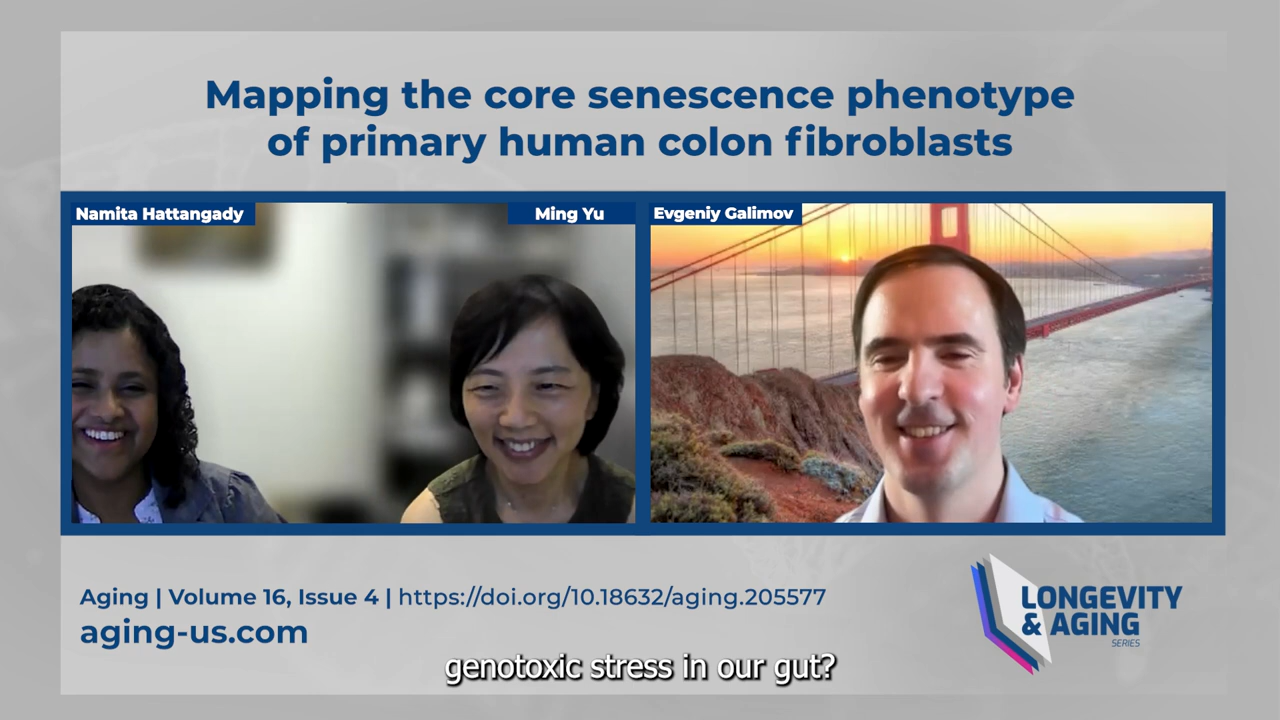 Mapping the core senescence phenotype
of primary human colon fibroblasts
Namita Hattangady
Ming Yu
Evgeniy Galimov
Aging | Volume 16, Issue 4 | https://doi.org/10.18632/aging.205577
aging-us.com
LONGEVITY
& AGING
SERIES
genotoxic stress in our gut?